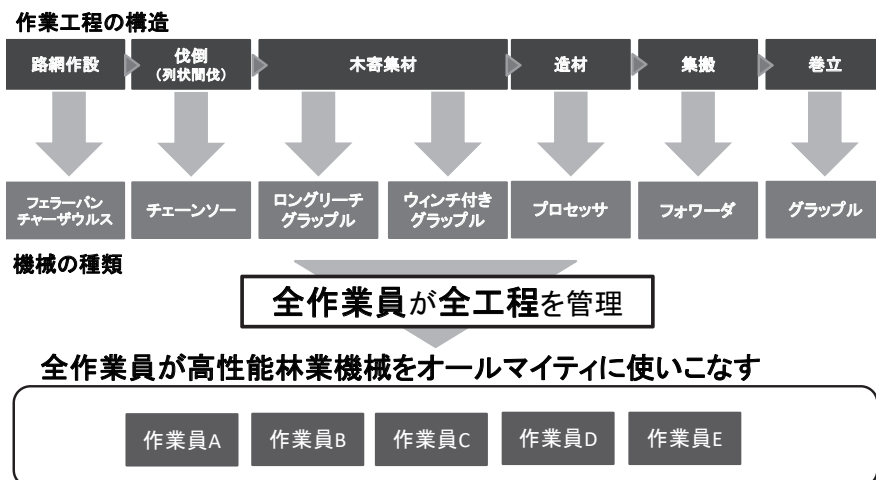 作業工程の構造
路網作設
伐倒
（列状間伐）
木寄集材
造材
集搬
巻立
フェラーバン
チャーザウルス
チェーンソー
ロングリーチ
グラップル
ウィンチ付き
グラップル
プロセッサ
フォワーダ
グラップル
機械の種類
全作業員が全工程を管理
全作業員が高性能林業機械をオールマイティに使いこなす
作業員A
作業員B
作業員C
作業員D
作業員E